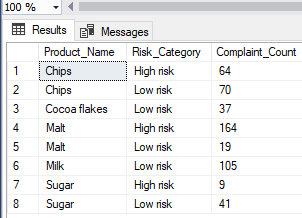 100 %
Results Messages
Product_Name Risk_Category Complaint_Count
1 Chips High risk 64
2 Chips Low risk 70
3 Cocoa flakes Low risk 37
4 Malt High risk 164
5 Malt Low risk 19
6 Milk Low risk 105
7 Sugar High risk 9
8 Sugar Low risk 41